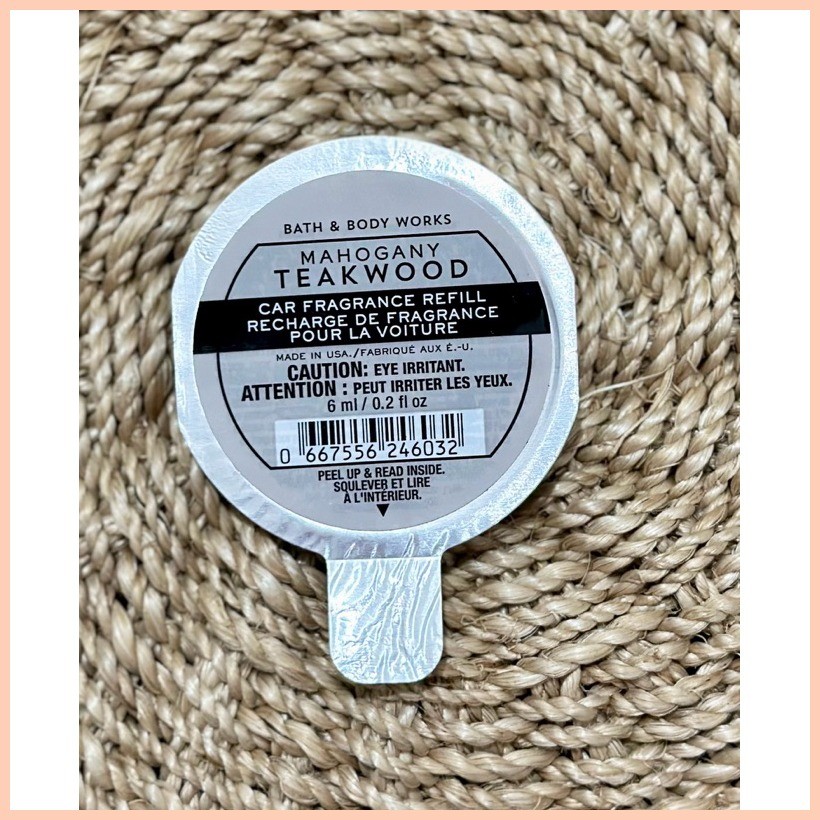 BATH & BODY WORKS
MAHOGANY
TEAKWOOD
CAR FRAGRANCE REFILL
RECHARGE DE FRAGRANCE
POUR LA VOITURE
MADE IN USA./FABRIQUÉ AUX É.-U.
CAUTION: EYE IRRITANT.
ATTENTION : PEUT IRRITER LES YEUX.
6 ml / 0.2 fl oz
0 667556 246032
PEEL UP & READ INSIDE.
SQULEVER ET LIRE
À L'INTÉRIEUR.